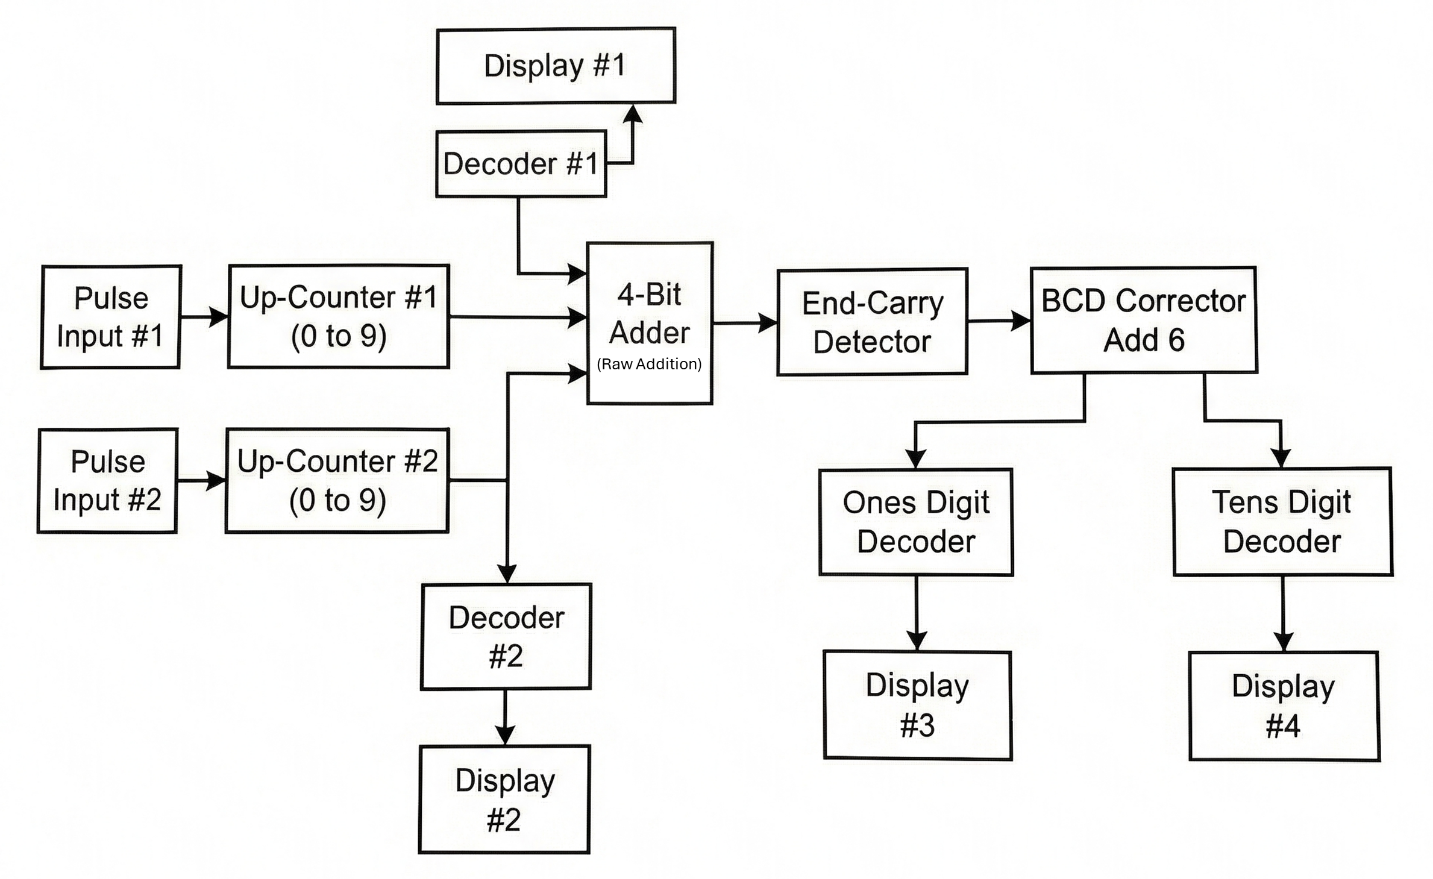 Display #1
Decoder #1
Pulse
Input #1
Up-Counter #1
(0 to 9)
4-Bit
Adder
(Raw Addition)
End-Carry
Detector
BCD Corrector
Add 6
Pulse
Input #2
Up-Counter #2
(0 to 9)
Ones Digit
Decoder
Tens Digit
Decoder
Decoder
#2
Display
#3
Display
#4
Display
#2